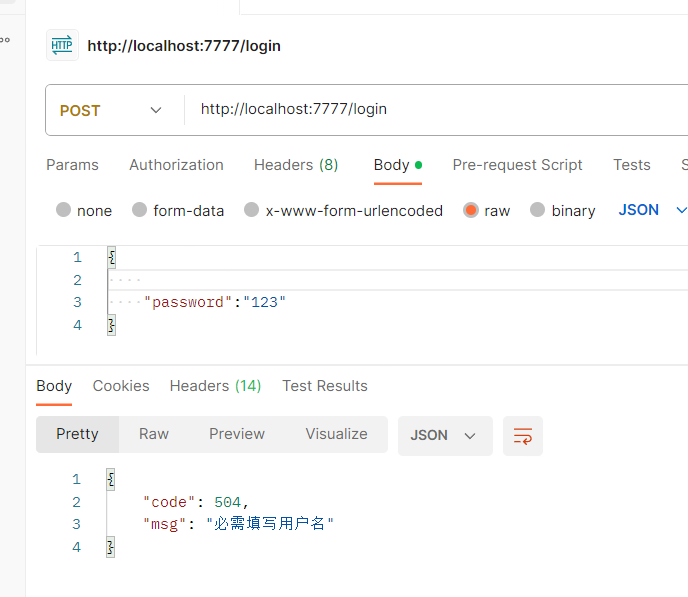 HTTP http://localhost:7777/login
POST http://localhost:7777/login
Params Authorization Headers (8) Body Pre-request Script Tests S
none form-data x-www-form-urlencoded raw binary JSON
1 {
2
3 "password":"123"
4 }
Body Cookies Headers (14) Test Results
Pretty Raw Preview Visualize JSON
1 {
2 "code": 504,
3 "msg": "必需填写用户名"
4 }